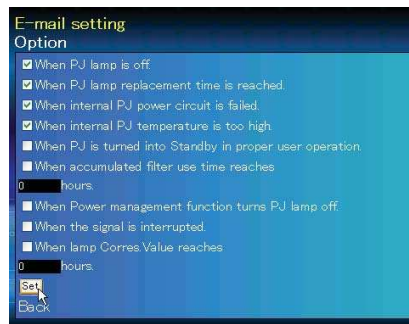 E-mail setting
Option
When PJ lamp is off.
When PJ lamp replacement time is reached.
When internal PJ power circuit is failed.
When internal PJ temperature is too high.
When PJ is turned into Standby in proper user operation.
When accumulated filter use time reaches
0 hours.
When Power management function turns PJ lamp off.
When the signal is interrupted.
When lamp Corres.Value reaches
0 hours.
Set
Back